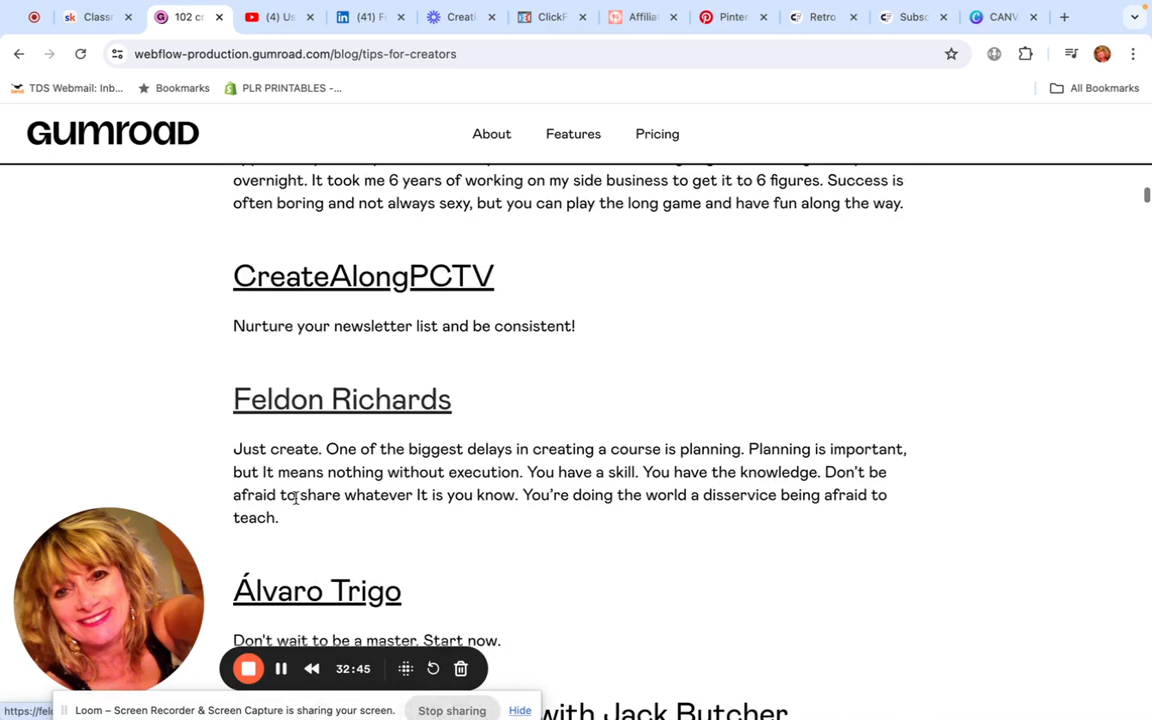 Classr
102 cr
(4) Us
(41) F
Creati
ClickF
Affiliat
Pinter
Retro
Subsc
CANV
webflow-production.gumroad.com/blog/tips-for-creators
TDS Webmail: Inb...
Bookmarks
PLR PRINTABLES -...
All Bookmarks
GUMROAD
About
Features
Pricing
overnight. It took me 6 years of working on my side business to get it to 6 figures. Success is
often boring and not always sexy, but you can play the long game and have fun along the way.
CreateAlongPCTV
Nurture your newsletter list and be consistent!
Feldon Richards
Just create. One of the biggest delays in creating a course is planning. Planning is important,
but It means nothing without execution. You have a skill. You have the knowledge. Don't be
afraid to share whatever It is you know. You're doing the world a disservice being afraid to
teach.
Álvaro Trigo
Don't wait to be a master. Start now.
32:45
with Jack Butcher
https://feld
Loom – Screen Recorder & Screen Capture is sharing your screen.
Stop sharing
Hide